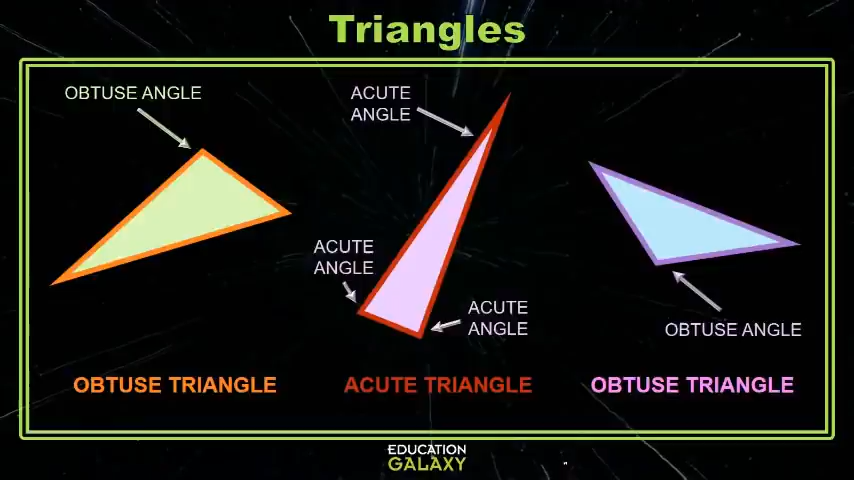 Triangles
OBTUSE ANGLE
ACUTE
ANGLE
ACUTE
ANGLE
ACUTE
ANGLE
OBTUSE ANGLE
OBTUSE TRIANGLE
ACUTE TRIANGLE
OBTUSE TRIANGLE
EDUCATION
GALAXY